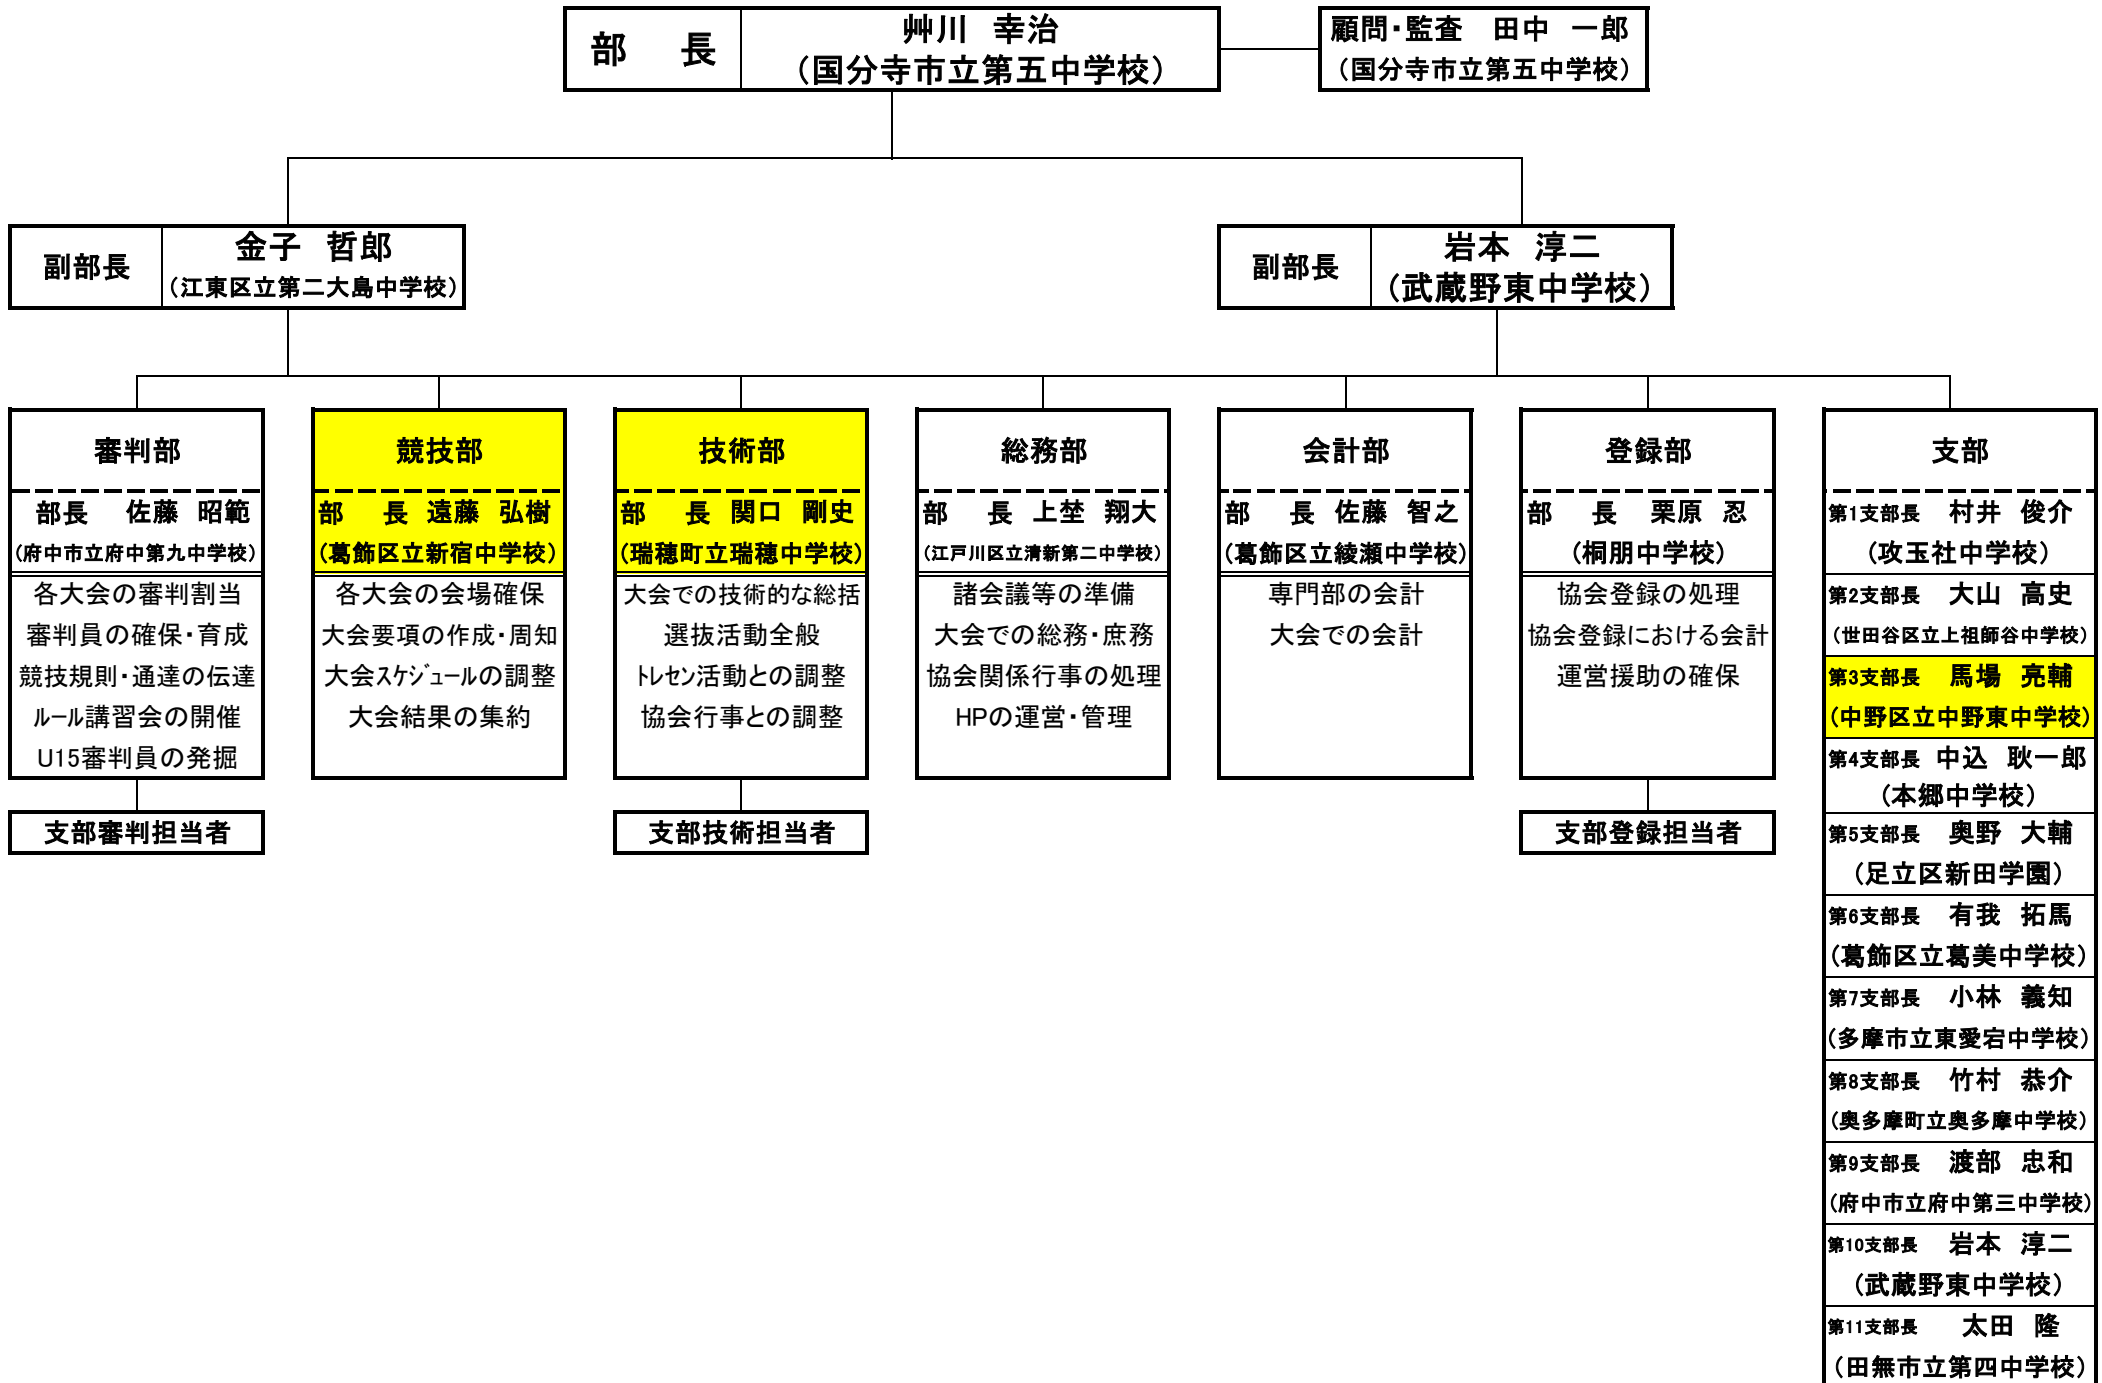 部　長
艸川　幸治
（国分寺市立第五中学校）
顧問・監査　田中　一郎
（国分寺市立第五中学校）
副部長
金子　哲郎
（江東区立第二大島中学校）
副部長
岩本　淳二
（武蔵野東中学校）
審判部
部長　佐藤　昭範
（府中市立府中第九中学校）
各大会の審判割当
審判員の確保・育成
競技規則・通達の伝達
ﾙｰﾙ講習会の開催
U15審判員の発掘
支部審判担当者
競技部
部　長　遠藤　弘樹
（葛飾区立新宿中学校）
各大会の会場確保
大会要項の作成・周知
大会ｽｹｼﾞｭｰﾙの調整
大会結果の集約
技術部
部　長　関口　剛史
（瑞穂町立瑞穂中学校）
大会での技術的な総括
選抜活動全般
ﾄﾚｾﾝ活動との調整
協会行事との調整
支部技術担当者
総務部
部　長　上埜　翔大
（江戸川区立清新第二中学校）
諸会議等の準備
大会での総務・庶務
協会関係行事の処理
HPの運営・管理
会計部
部　長　佐藤　智之
（葛飾区立綾瀬中学校）
専門部の会計
大会での会計
登録部
部　長　栗原　忍
（桐朋中学校）
協会登録の処理
協会登録における会計
運営援助の確保
支部登録担当者
支部
第1支部長　村井　俊介
（攻玉社中学校）
第2支部長　大山　高史
（世田谷区立上祖師谷中学校）
第3支部長　馬場　亮輔
（中野区立中野東中学校）
第4支部長　中込　耿一郎
（本郷中学校）
第5支部長　奥野　大輔
（足立区新田学園）
第6支部長　有我　拓馬
（葛飾区立葛美中学校）
第7支部長　小林　義知
（多摩市立東愛宕中学校）
第8支部長　竹村　恭介
（奥多摩町立奥多摩中学校）
第9支部長　渡部　忠和
（府中市立府中第三中学校）
第10支部長　岩本　淳二
（武蔵野東中学校）
第11支部長　太田　隆
（田無市立第四中学校）